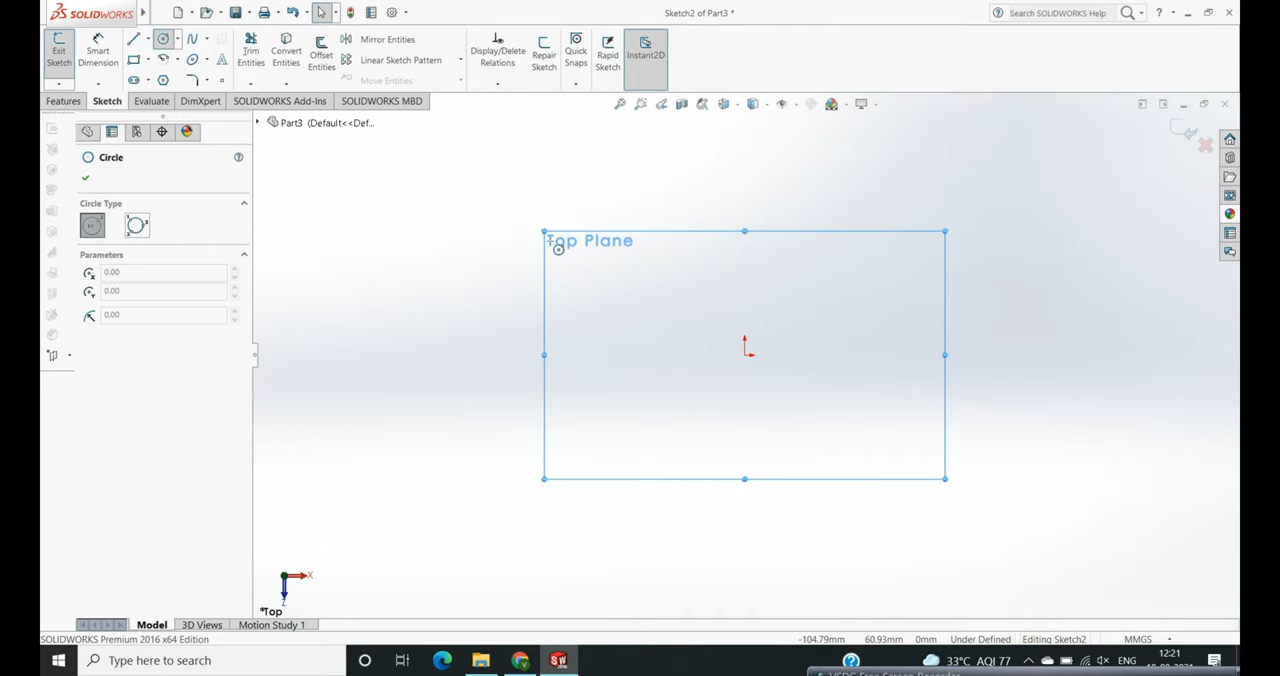 SOLIDWORKS
Sketch2 of Part3 *
Search SOLIDWORKS Help
Exit Sketch
Smart Dimension
Trim Entities
Convert Entities
Offset Entities
Mirror Entities
Linear Sketch Pattern
Move Entities
Display/Delete Relations
Repair Sketch
Quick Snaps
Rapid Sketch
Instant2D
Features
Sketch
Evaluate
DimXpert
SOLIDWORKS Add-Ins
SOLIDWORKS MBD
Part3 (Default<<Def...
Circle
Circle Type
Parameters
0.00
0.00
0.00
Top Plane
X
Z
*Top
Model
3D Views
Motion Study 1
SOLIDWORKS Premium 2016 x64 Edition
-104.79mm
60.93mm
0mm
Under Defined
Editing Sketch2
MMGS
Type here to search
33°C AQI 77
ENG
12:21